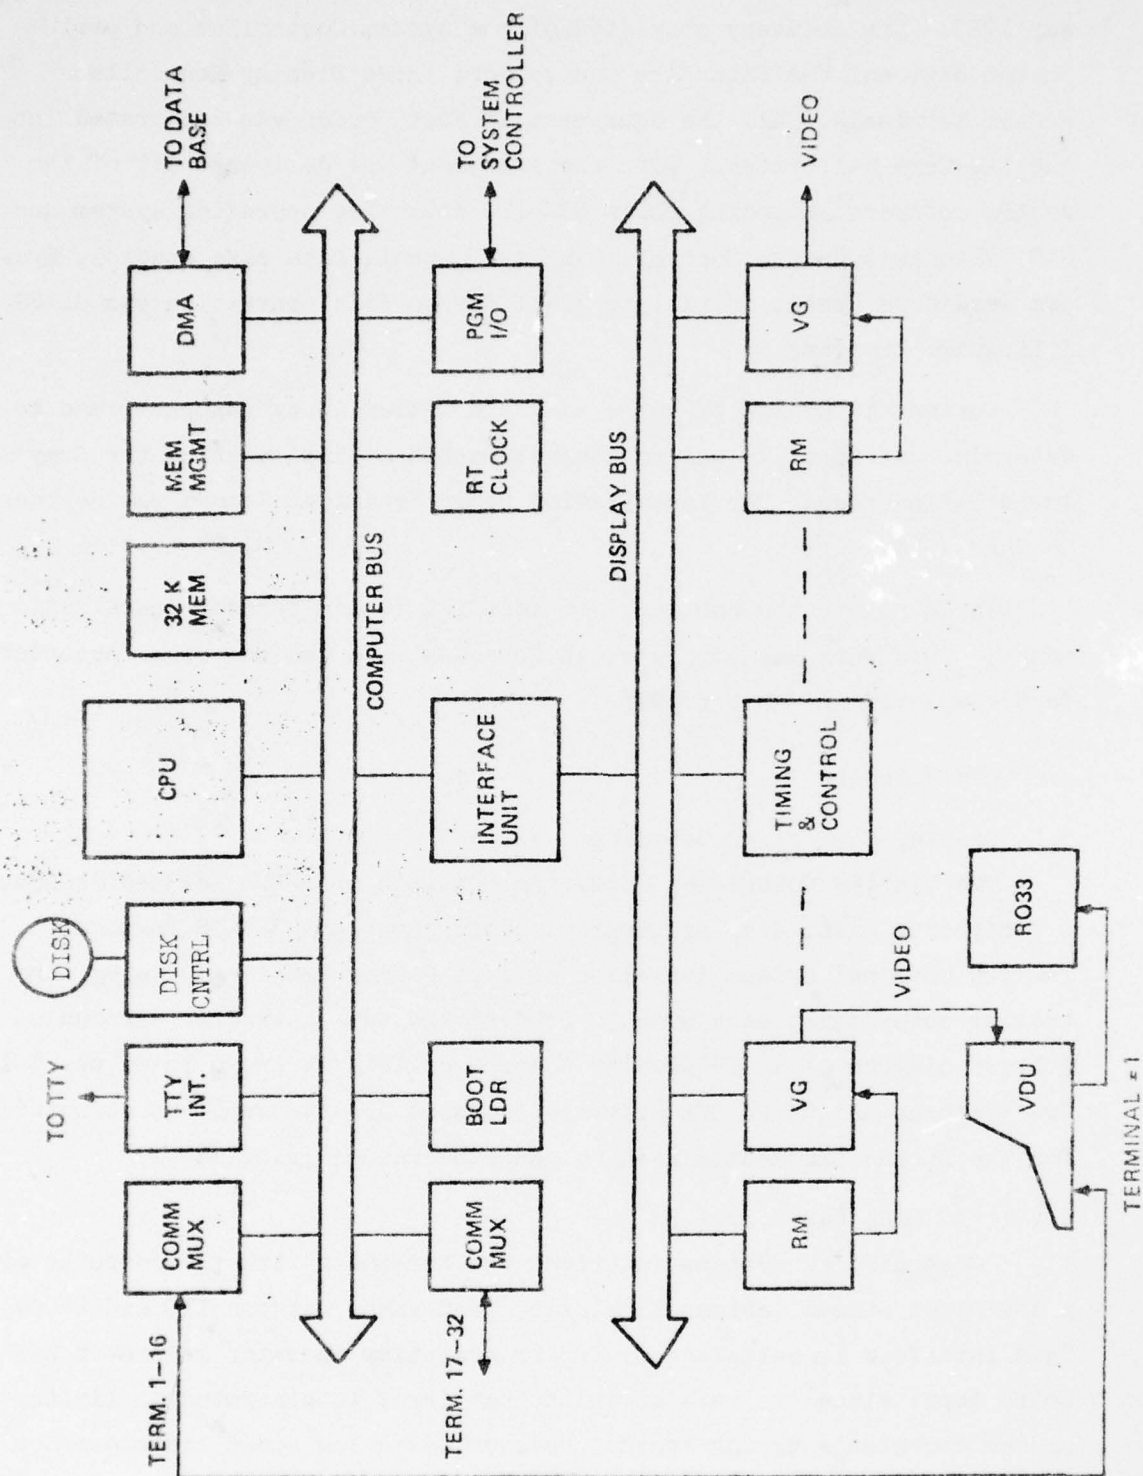 TO TTY
DISK
TERM. 1–16
COMM
MUX
TTY
INT.
DISK
CNTRL
CPU
32 K
MEM
MEM
MGMT
DMA
TO DATA
BASE
COMPUTER BUS
TERM. 17–32
COMM
MUX
BOOT
LDR
INTERFACE
UNIT
RT
CLOCK
PGM
I/O
TO
SYSTEM
CONTROLLER
DISPLAY BUS
RM
VG
TIMING
&
CONTROL
RM
VG
VIDEO
VIDEO
VDU
RO33
TERMINAL #1